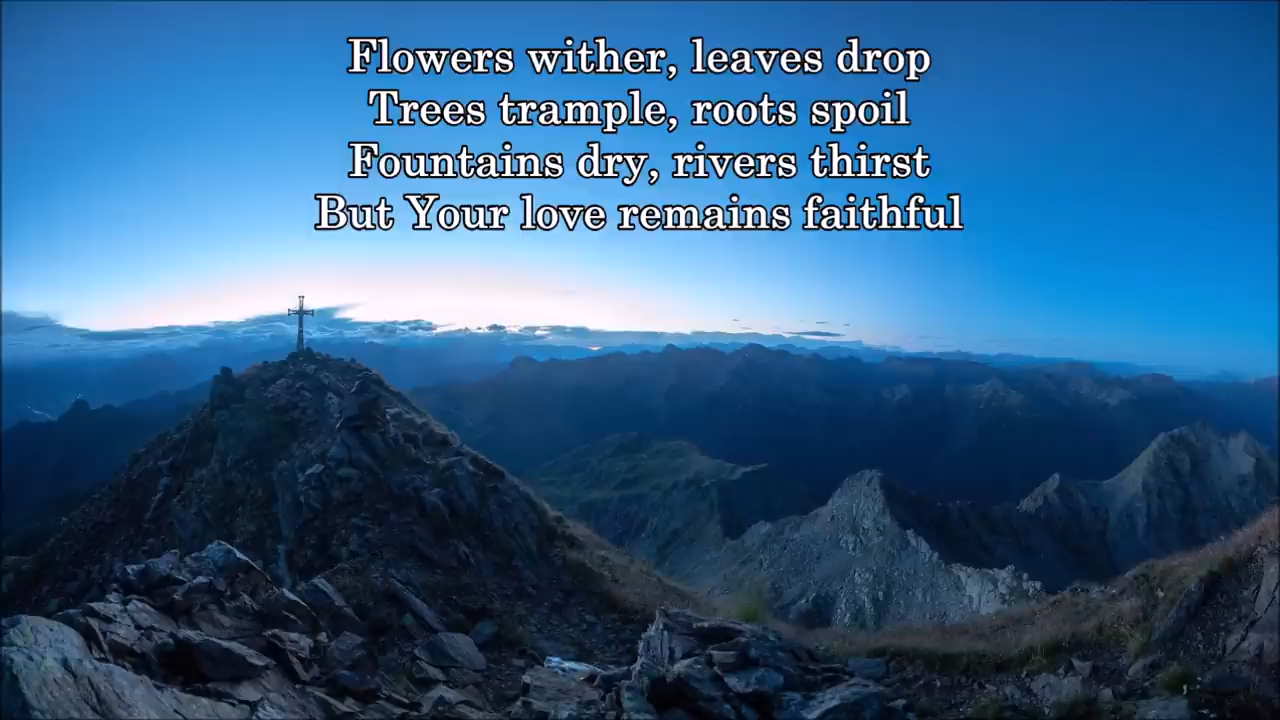 Flowers wither, leaves drop
Trees trample, roots spoil
Fountains dry, rivers thirst
But Your love remains faithful